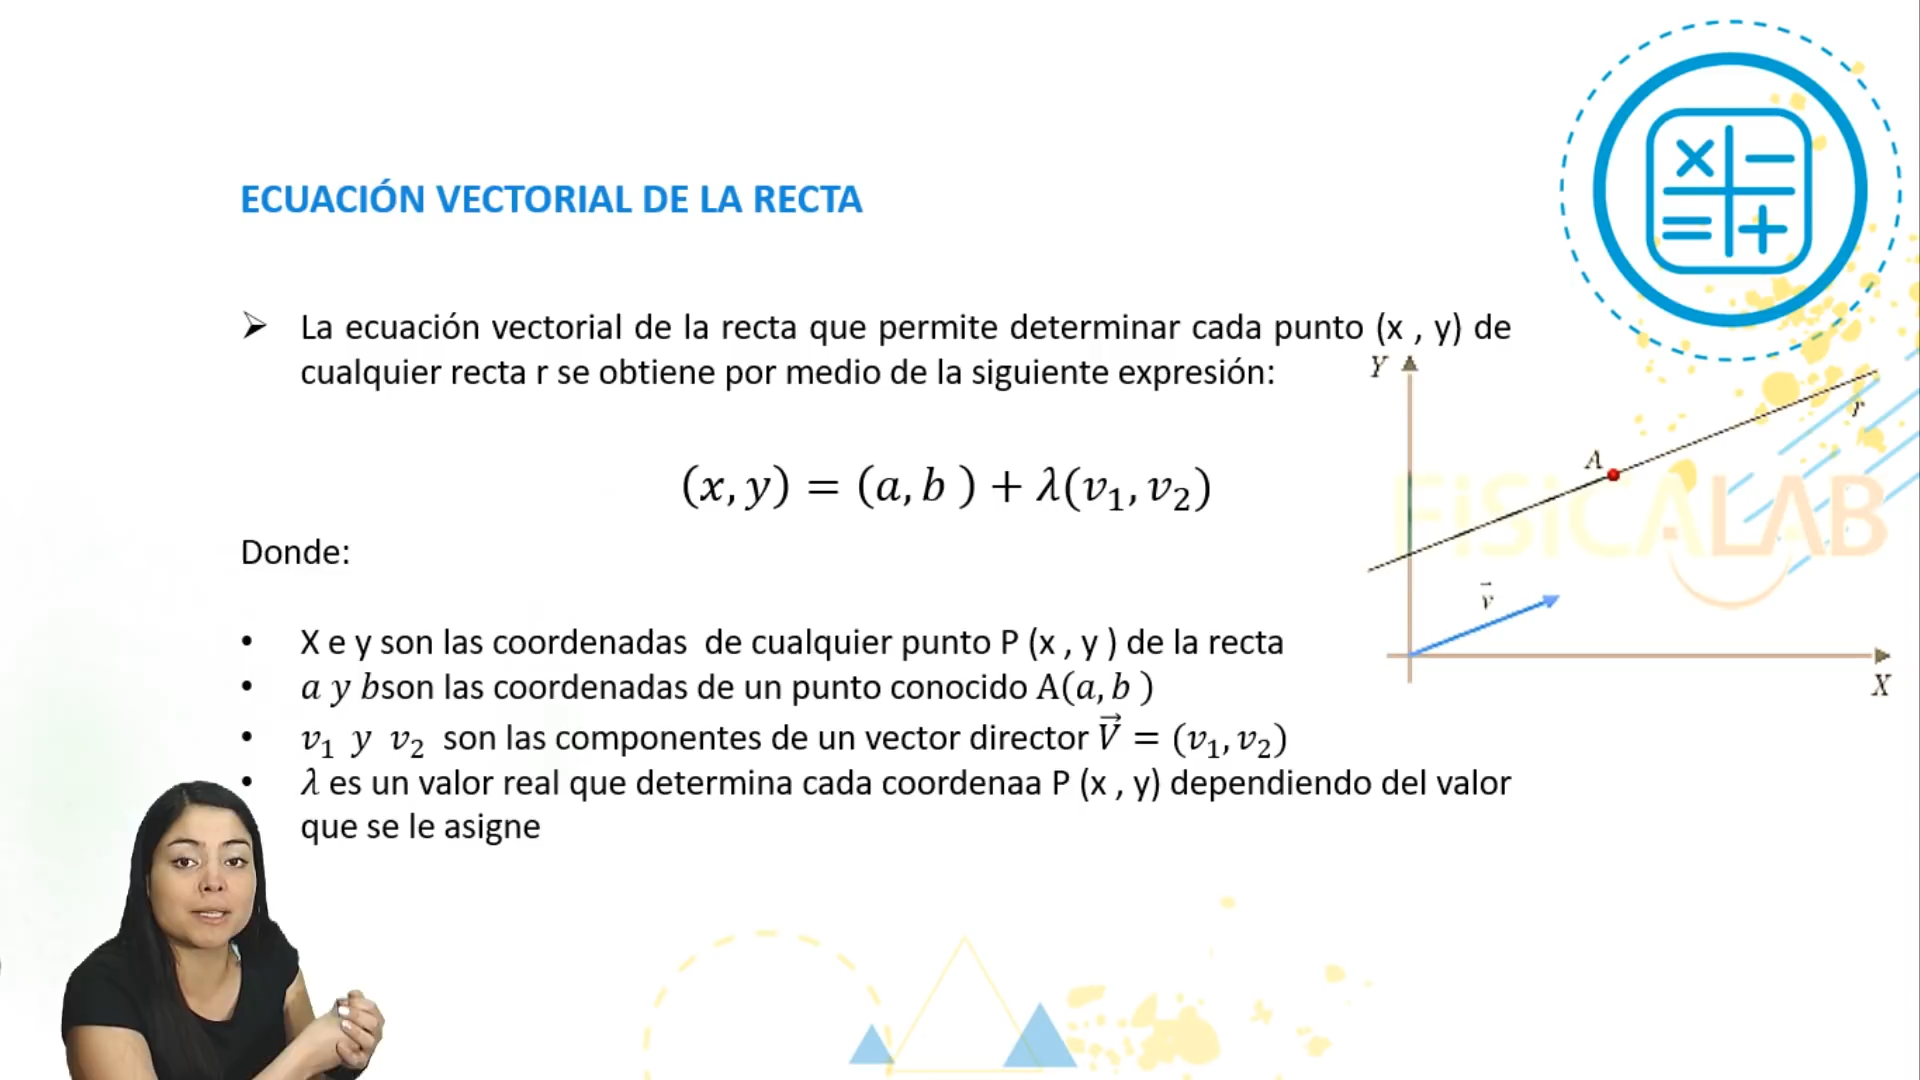 ECUACIÓN VECTORIAL DE LA RECTA
➢ La ecuación vectorial de la recta que permite determinar cada punto (x , y) de
cualquier recta r se obtiene por medio de la siguiente expresión:
(x, y) = (a, b ) + λ(v₁, v₂)
Donde:
• X e y son las coordenadas de cualquier punto P (x , y ) de la recta
• a y bson las coordenadas de un punto conocido A(a, b )
• v₁ y v₂ son las componentes de un vector director V⃗ = (v₁, v₂)
• λ es un valor real que determina cada coordenaa P (x , y) dependiendo del valor
que se le asigne
Y
r
A
FiSiCALAB
v⃗
X